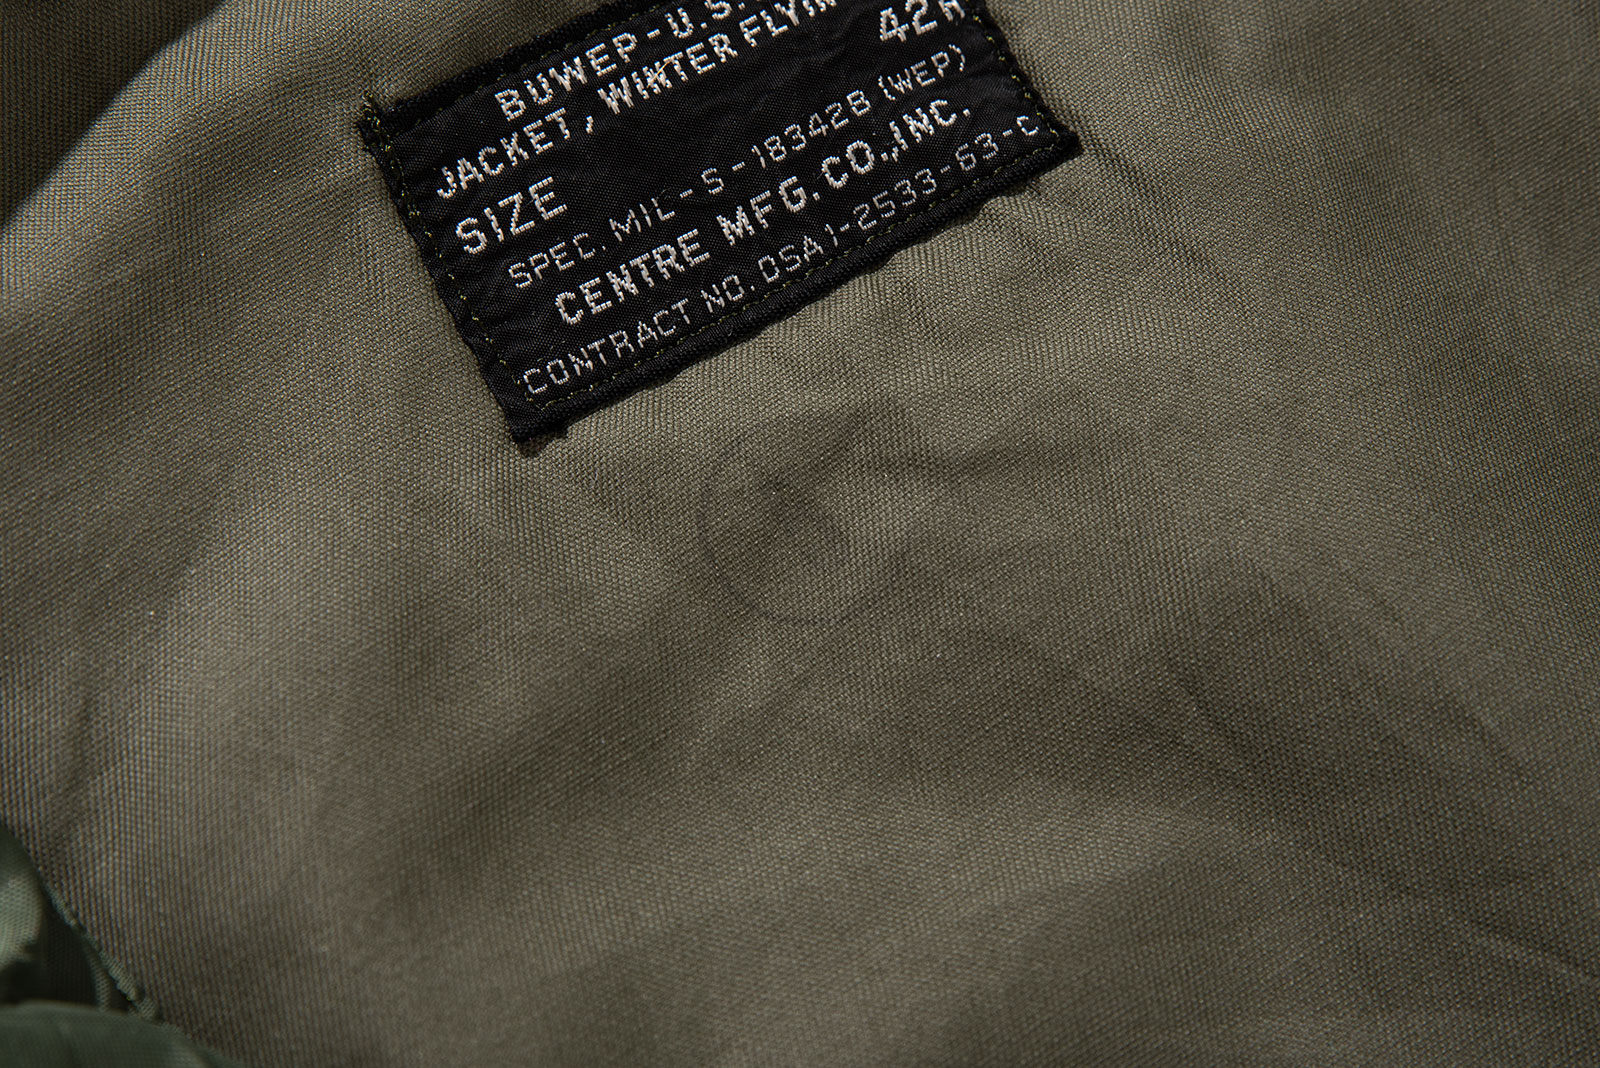 BUWEP - U.S.
JACKET, WINTER FLYIN
SIZE 42R
SPEC. MIL-S-18342B (WEP)
CENTRE MFG. CO., INC.
CONTRACT NO. DSA1-2533-63-C